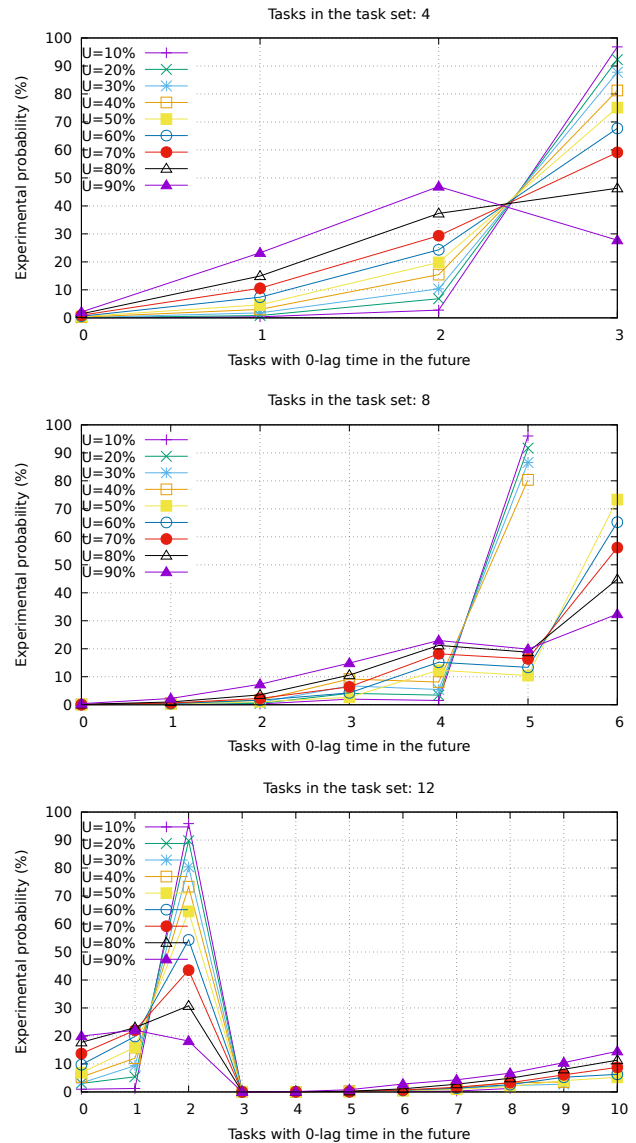 Tasks in the task set: 4
Experimental probability (%)
100
90
80
70
60
50
40
30
20
10
0
U=10%
U=20%
U=30%
U=40%
U=50%
U=60%
U=70%
U=80%
U=90%
0 1 2 3
Tasks with 0-lag time in the future
Tasks in the task set: 8
Experimental probability (%)
100
90
80
70
60
50
40
30
20
10
0
U=10%
U=20%
U=30%
U=40%
U=50%
U=60%
U=70%
U=80%
U=90%
0 1 2 3 4 5 6
Tasks with 0-lag time in the future
Tasks in the task set: 12
Experimental probability (%)
100
90
80
70
60
50
40
30
20
10
0
U=10%
U=20%
U=30%
U=40%
U=50%
U=60%
U=70%
U=80%
U=90%
0 1 2 3 4 5 6 7 8 9 10
Tasks with 0-lag time in the future